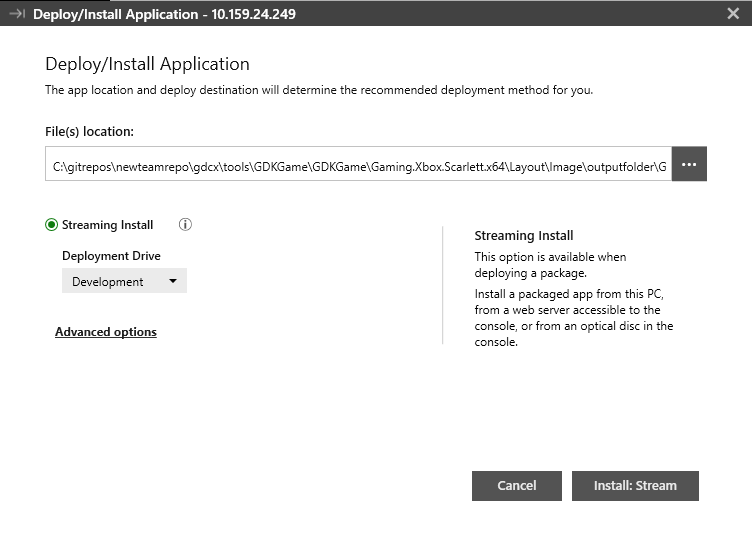 Deploy/Install Application - 10.159.24.249
Deploy/Install Application
The app location and deploy destination will determine the recommended deployment method for you.
File(s) location:
C:\gitrepos\newteamrepo\gdcx\tools\GDKGame\GDKGame\Gaming.Xbox.Scarlett.x64\Layout\Image\outputfolder\G
...
Streaming Install
Deployment Drive
Development
Advanced options
Streaming Install
This option is available when
deploying a package.
Install a packaged app from this PC,
from a web server accessible to the
console, or from an optical disc in the
console.
Cancel
Install: Stream